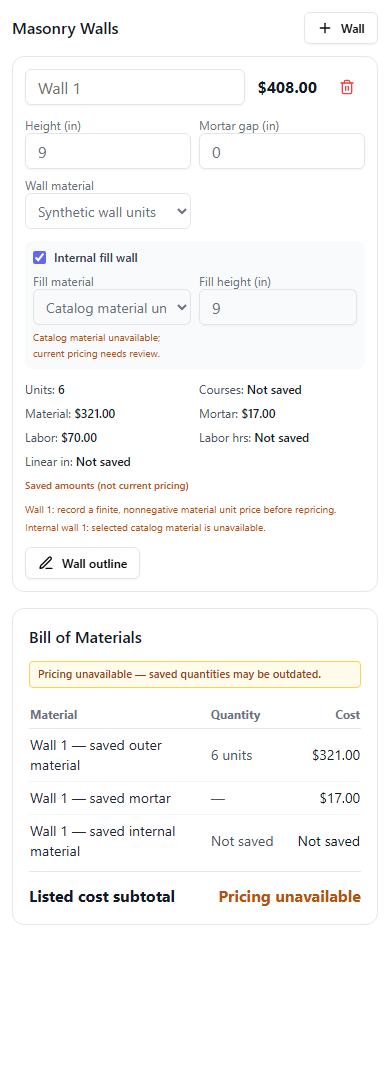 Masonry Walls
Wall
Wall 1
$408.00
Height (in)
Mortar gap (in)
9
0
Wall material
Synthetic wall units
Internal fill wall
Fill material
Fill height (in)
Catalog material un
9
Catalog material unavailable;
current pricing needs review.
Units: 6
Courses: Not saved
Material: $321.00
Mortar: $17.00
Labor: $70.00
Labor hrs: Not saved
Linear in: Not saved
Saved amounts (not current pricing)
Wall 1: record a finite, nonnegative material unit price before repricing.
Internal wall 1: selected catalog material is unavailable.
Wall outline
Bill of Materials
Pricing unavailable — saved quantities may be outdated.
Material Quantity Cost
Wall 1 — saved outer
material
6 units
$321.00
Wall 1 — saved mortar — $17.00
Wall 1 — saved internal
material
Not saved
Not saved
Listed cost subtotal Pricing unavailable